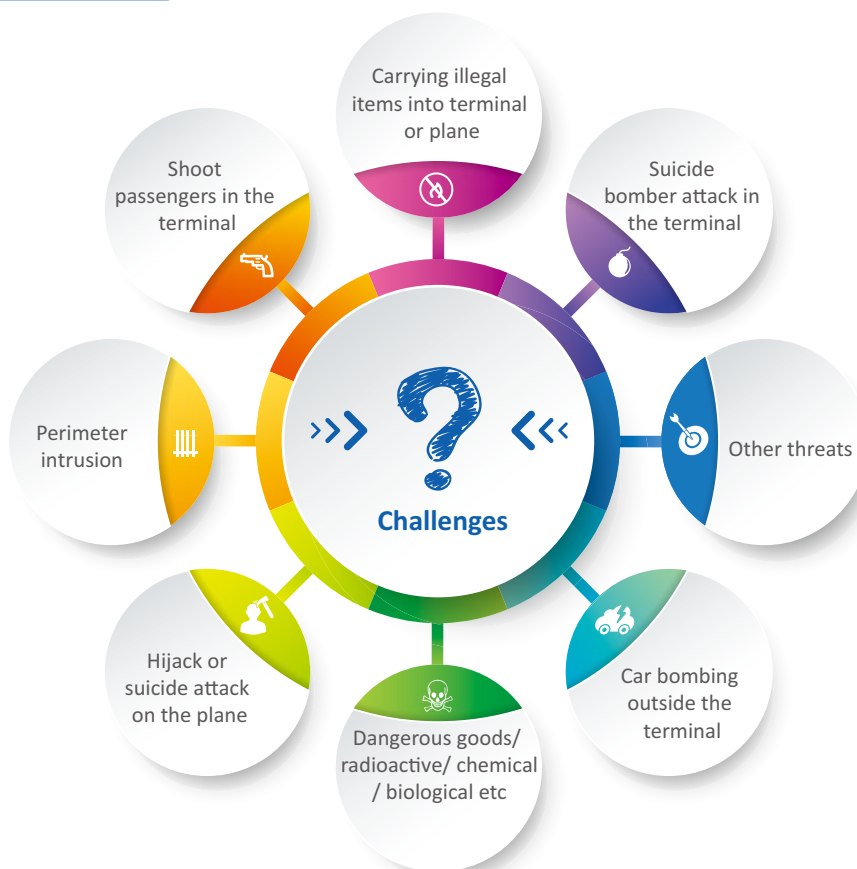 Carrying illegal
items into terminal
or plane
Suicide
bomber attack in
the terminal
Other threats
Car bombing
outside the
terminal
Dangerous goods/
radioactive/ chemical
/ biological etc
Hijack or
suicide attack
on the plane
Perimeter
intrusion
Shoot
passengers in the
terminal
Challenges